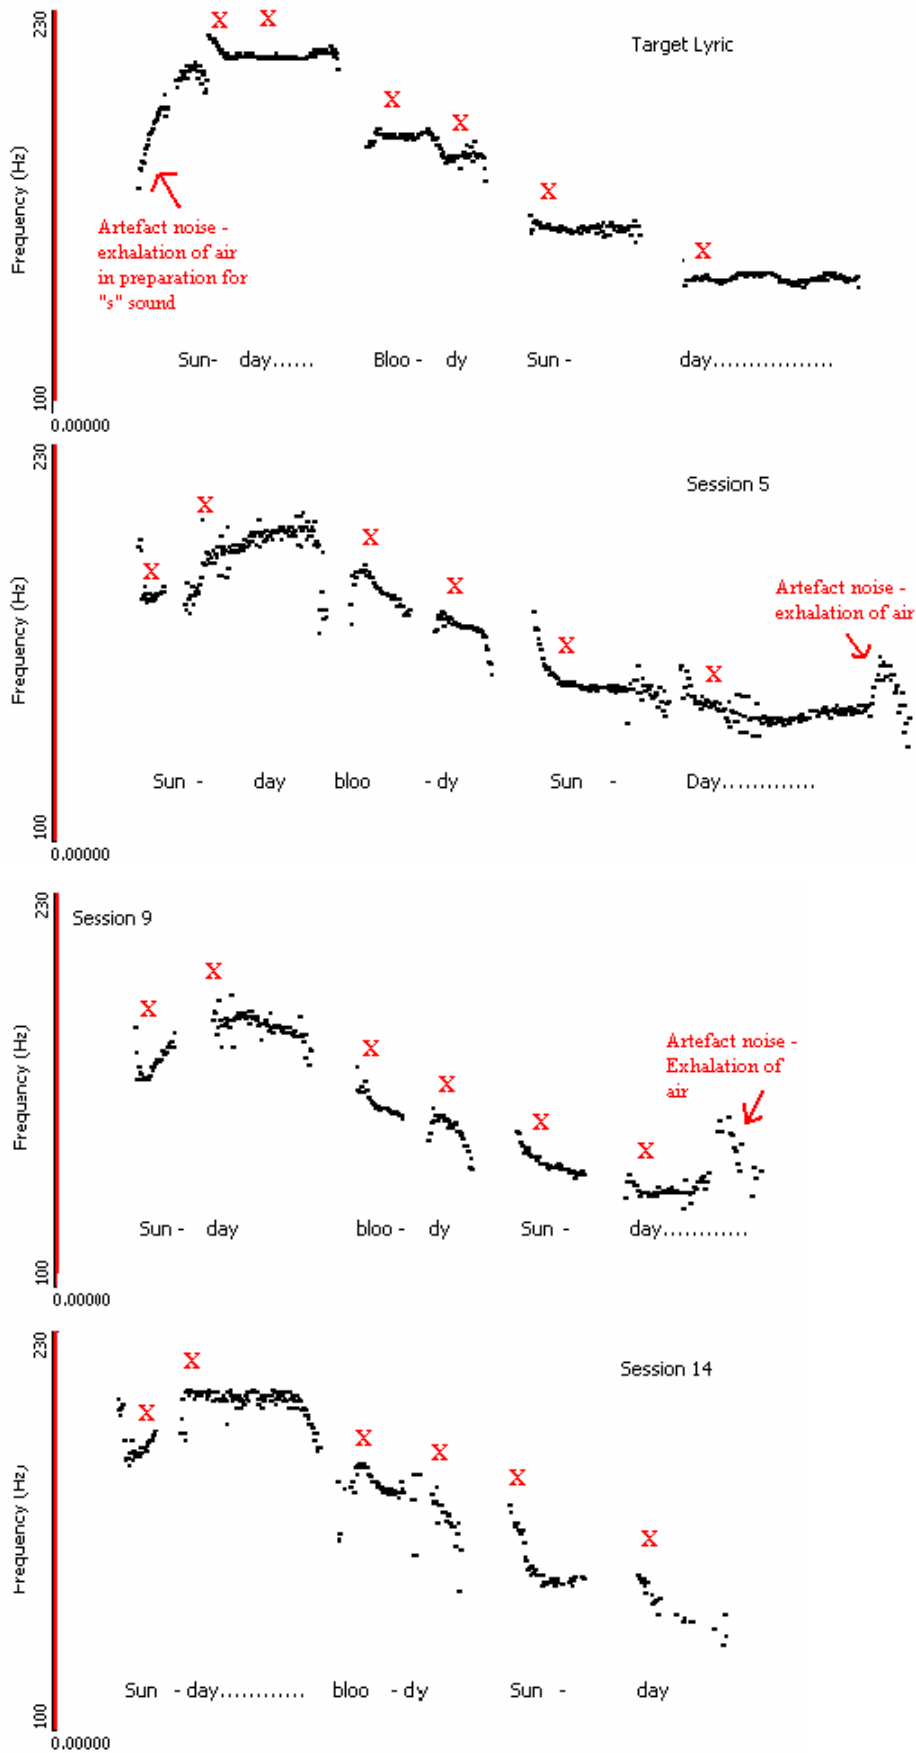 230
X X
Target Lyric
X
X
Frequency (Hz)
X
Artefact noise -
exhalation of air
in preparation for
"s" sound
X
Sun- day...... Bloo - dy Sun - day.................
100
0.00000
230
Session 5
X
X
X
X
Artefact noise -
exhalation of air
Frequency (Hz)
X
X
Sun - day bloo - dy Sun - Day.............
100
0.00000
230
Session 9
X
X
X
Artefact noise -
Exhalation of
air
Frequency (Hz)
X
X
X
Sun - day bloo - dy Sun - day............
100
0.00000
230
X
Session 14
X
X
X
X
Frequency (Hz)
X
Sun - day............ bloo - dy Sun - day
100
0.00000